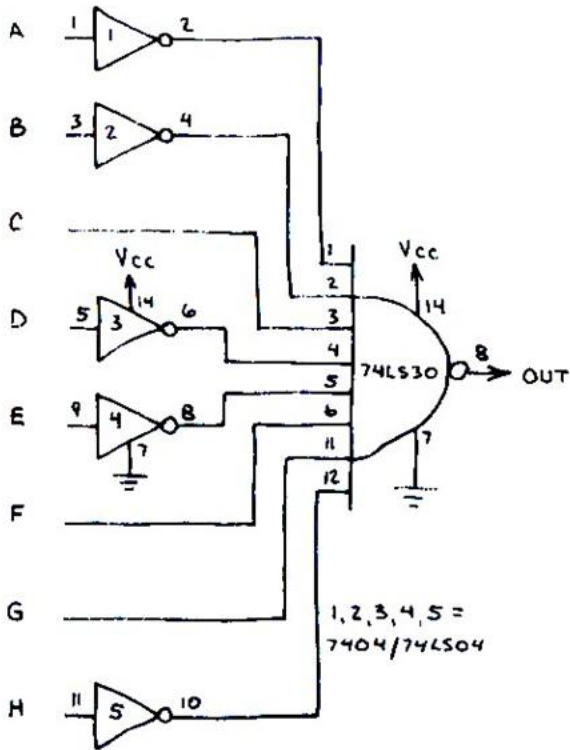 A 1 1 2
B 3 2 4
C
Vcc
14
D 5 3 6
E 9 4 8
7
F
G
H 11 5 10
1
2
3
4
5
6
11
12
Vcc
14
74LS30
8
OUT
7
1, 2, 3, 4, 5 =
7404/74LS04